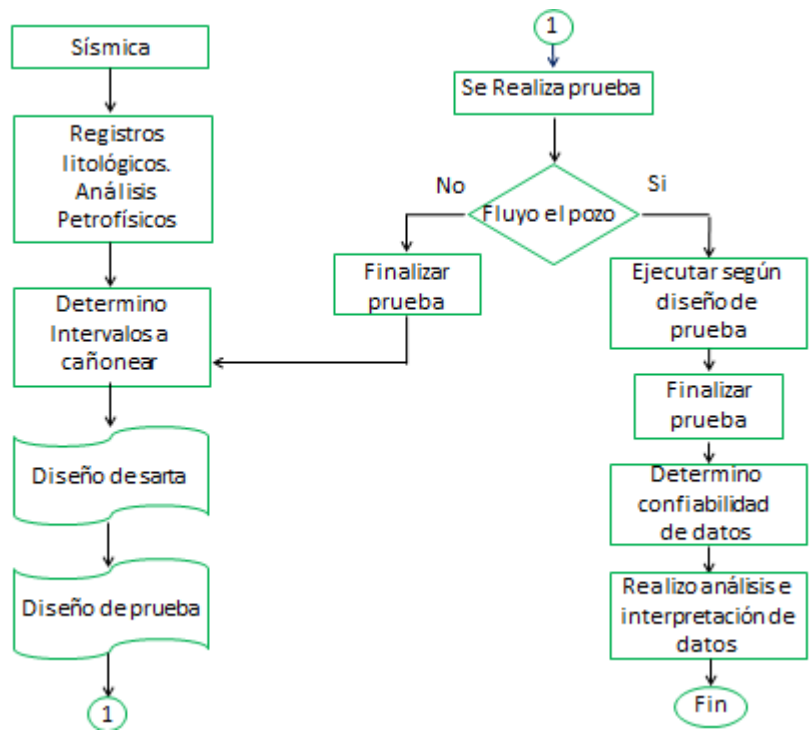 Sísmica
Registros
litológicos.
Análisis
Petrofísicos
Determino
Intervalos a
cañonear
Diseño de sarta
Diseño de prueba
1
1
Se Realiza prueba
Fluyo el pozo
No
Si
Finalizar
prueba
Ejecutar según
diseño de
prueba
Finalizar
prueba
Determino
confiabilidad
de datos
Realizo análisis e
interpretación de
datos
Fin